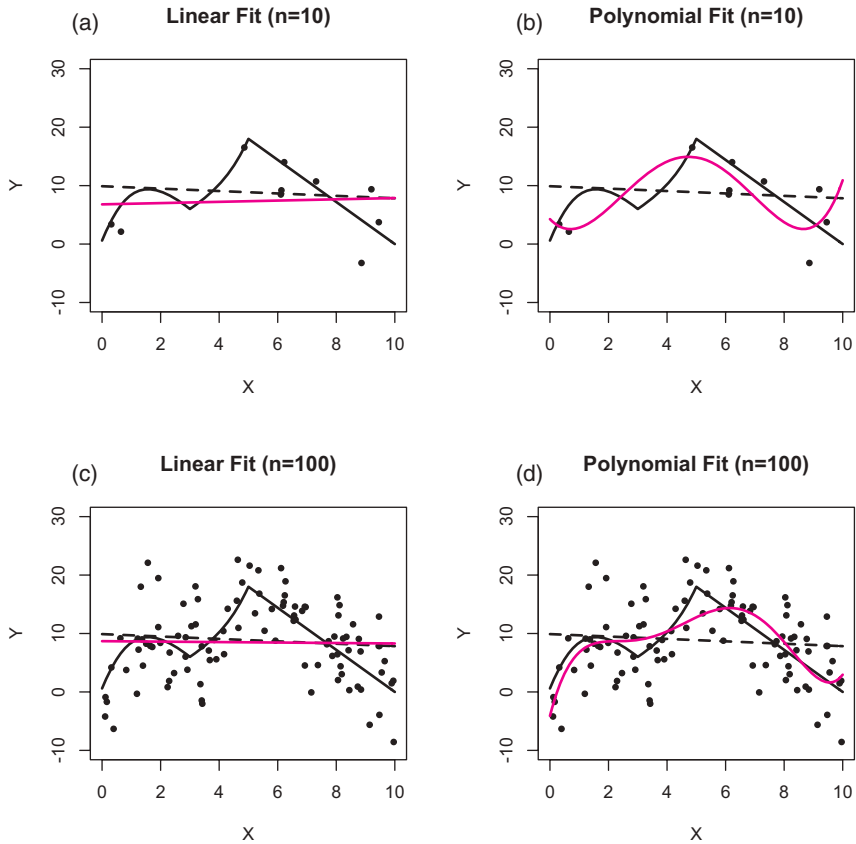 (a) Linear Fit (n=10)
30
20
10
0
-10
Y
0 2 4 6 8 10
X
(b) Polynomial Fit (n=10)
30
20
10
0
-10
Y
0 2 4 6 8 10
X
(c) Linear Fit (n=100)
30
20
10
0
-10
Y
0 2 4 6 8 10
X
(d) Polynomial Fit (n=100)
30
20
10
0
-10
Y
0 2 4 6 8 10
X